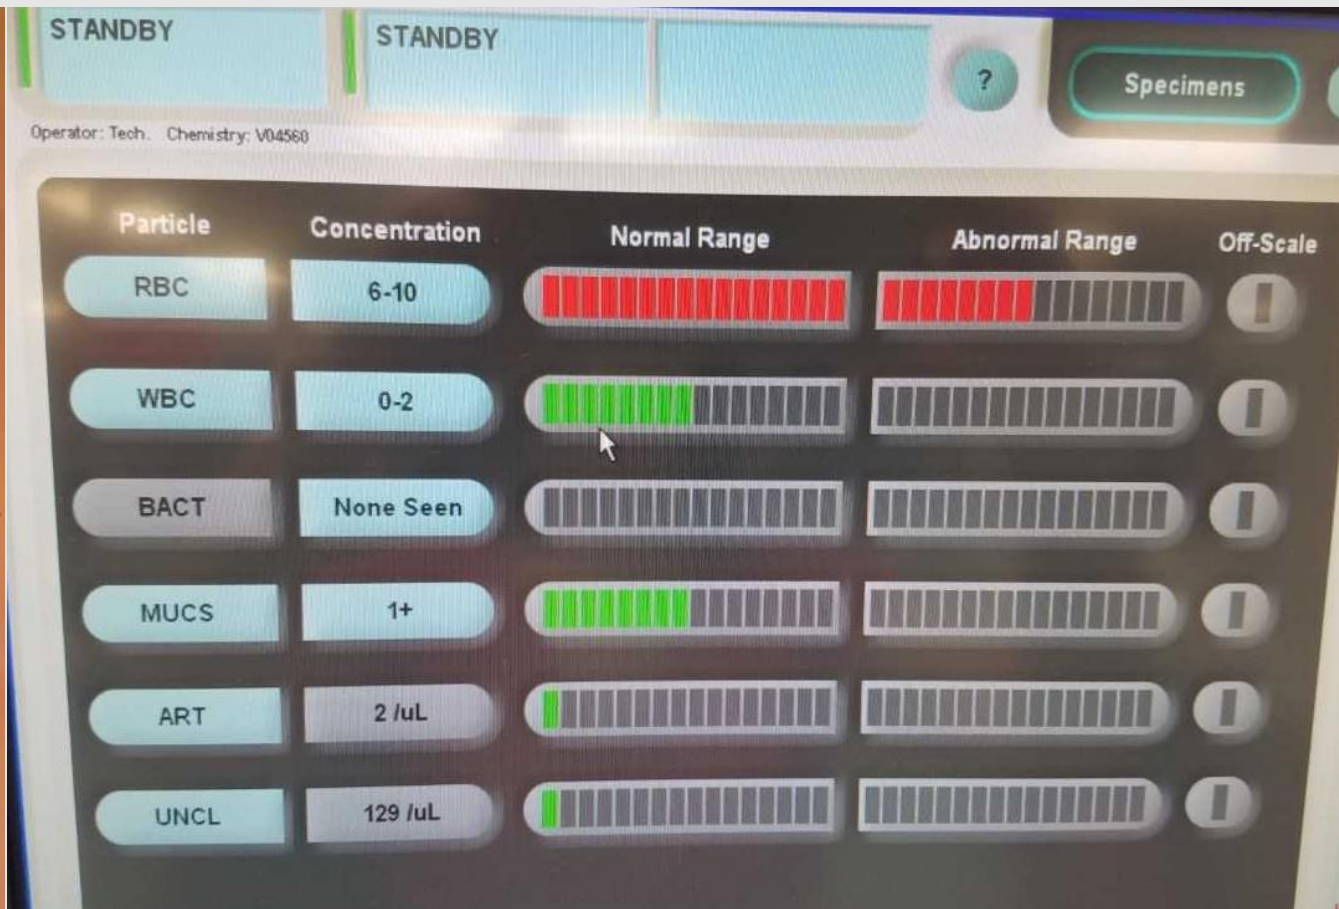 STANDBY STANDBY ? Specimens
Operator: Tech. Chemistry: V04560
Particle Concentration Normal Range Abnormal Range Off-Scale
RBC 6-10
WBC 0-2
BACT None Seen
MUCS 1+
ART 2 /uL
UNCL 129 /uL